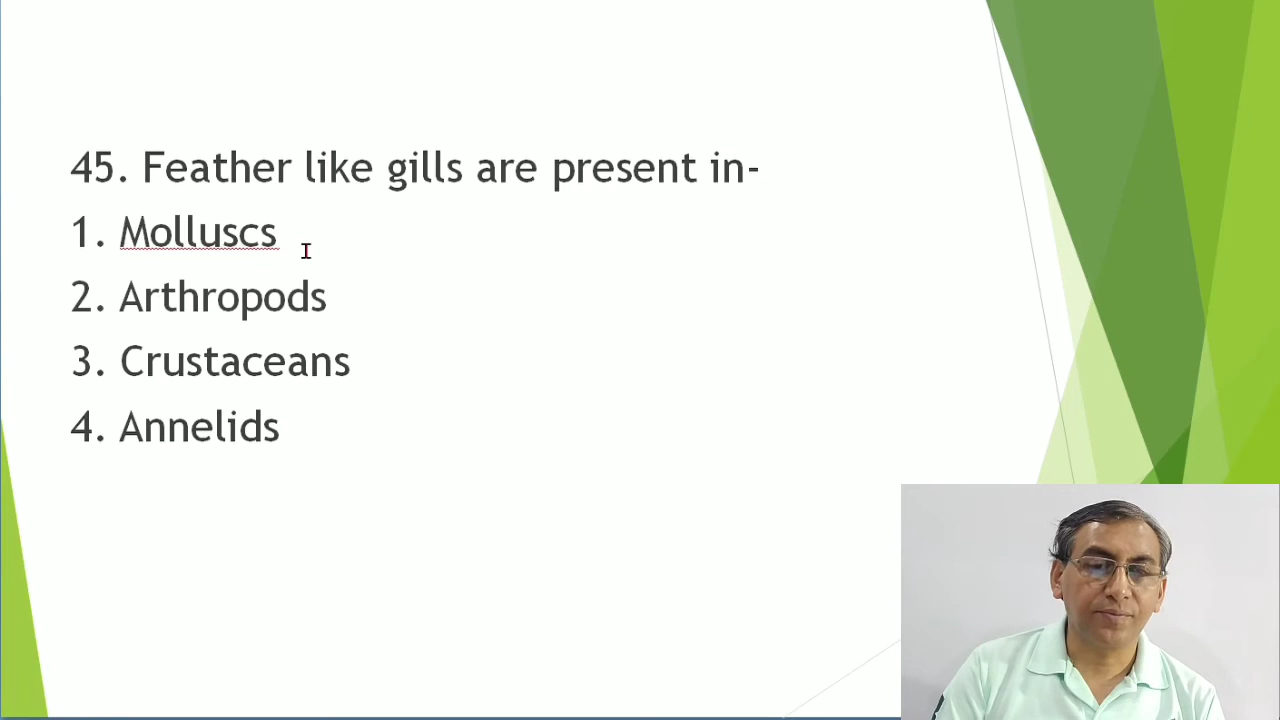 45. Feather like gills are present in-
1. Molluscs
2. Arthropods
3. Crustaceans
4. Annelids